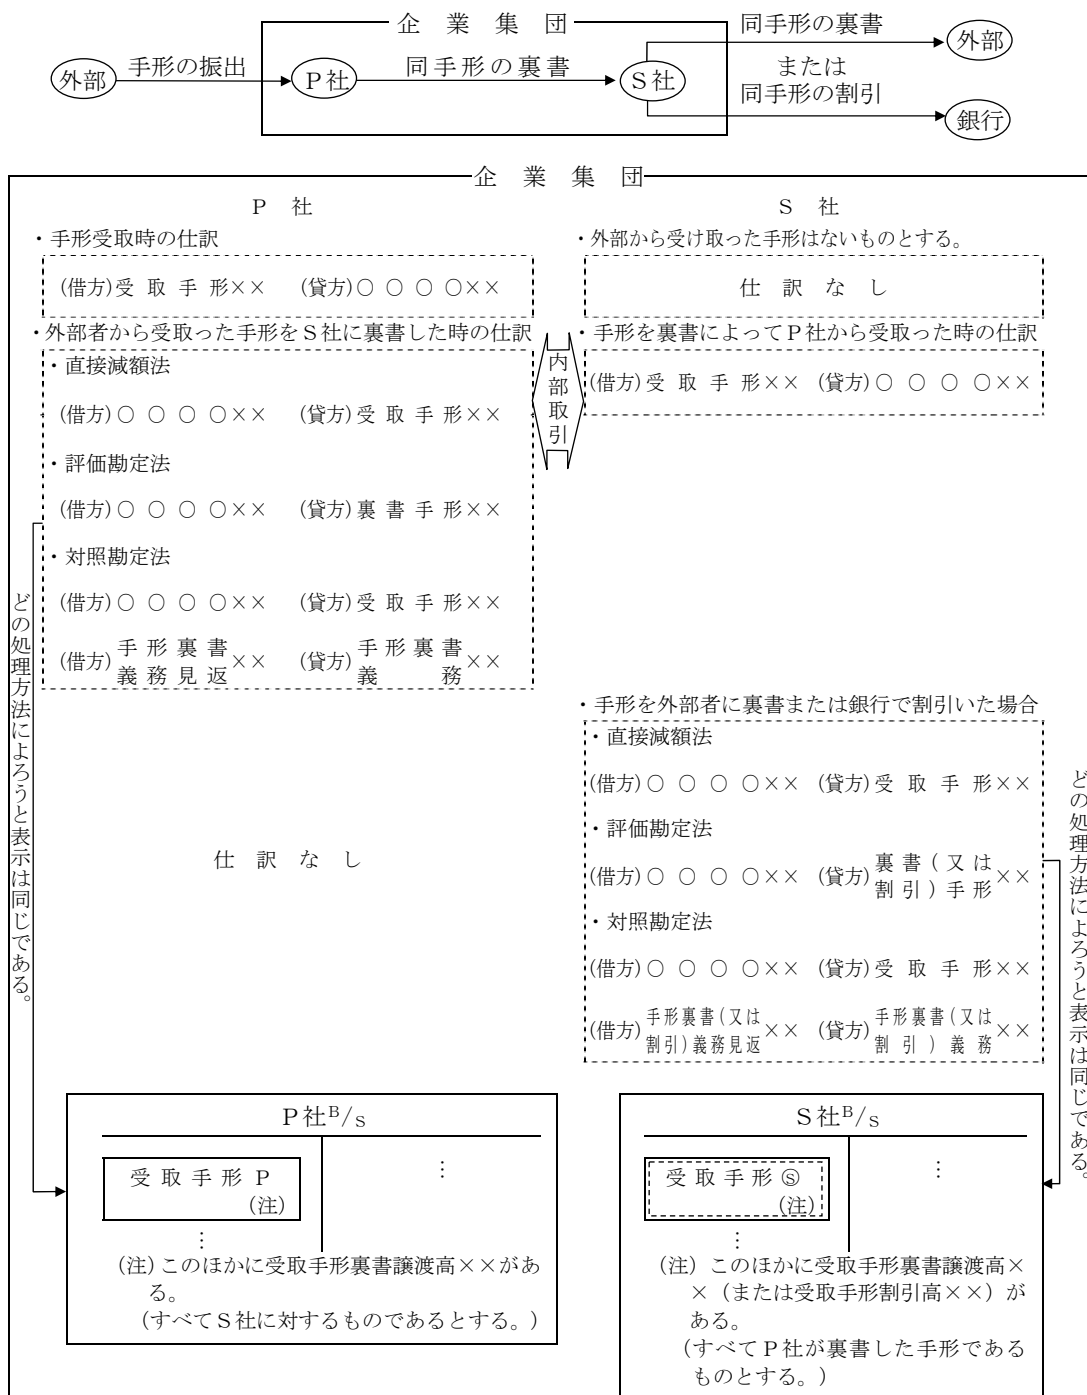 企 業 集 団
外部
手形の振出
P社
同手形の裏書
S社
同手形の裏書
または
同手形の割引
外部
銀行
企 業 集 団
P 社
・手形受取時の仕訳
(借方)受 取 手 形×× (貸方)○ ○ ○ ○××
・外部者から受取った手形をS社に裏書した時の仕訳
・直接減額法
(借方)○ ○ ○ ○×× (貸方)受 取 手 形××
・評価勘定法
(借方)○ ○ ○ ○×× (貸方)裏 書 手 形××
・対照勘定法
(借方)○ ○ ○ ○×× (貸方)受 取 手 形××
(借方)手 形 裏 書 義 務 見 返×× (貸方)手 形 裏 書 義 務××
どの処理方法によろうと表示は同じである。
仕 訳 な し
内部取引
S 社
・外部から受け取った手形はないものとする。
仕 訳 な し
・手形を裏書によってP社から受取った時の仕訳
(借方)受 取 手 形×× (貸方)○ ○ ○ ○××
・手形を外部者に裏書または銀行で割引いた場合
・直接減額法
(借方)○ ○ ○ ○×× (貸方)受 取 手 形××
・評価勘定法
(借方)○ ○ ○ ○×× (貸方)裏 書 ( 又 は 割 引 ) 手 形××
・対照勘定法
(借方)○ ○ ○ ○×× (貸方)受 取 手 形××
(借方)手形裏書(又は割引)義務見返×× (貸方)手形裏書(又は割 引 ) 義 務××
どの処理方法によろうと表示は同じである。
P社B/S
受 取 手 形 P
(注)
⋮
⋮
(注)このほかに受取手形裏書譲渡高××があ
る。
(すべてS社に対するものであるとする。)
S社B/S
受 取 手 形 Ⓢ
(注)
⋮
⋮
(注) このほかに受取手形裏書譲渡高×
×(または受取手形割引高××)が
ある。
(すべてP社が裏書した手形である
ものとする。)